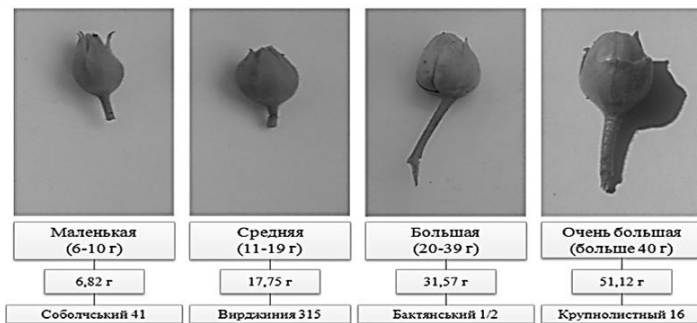 Маленькая
(6-10 г)
Средняя
(11-19 г)
Большая
(20-39 г)
Очень большая
(больше 40 г)
6,82 г
17,75 г
31,57 г
51,12 г
Соболчський 41
Вирджиния 315
Бактянський 1/2
Крупнолистный 16